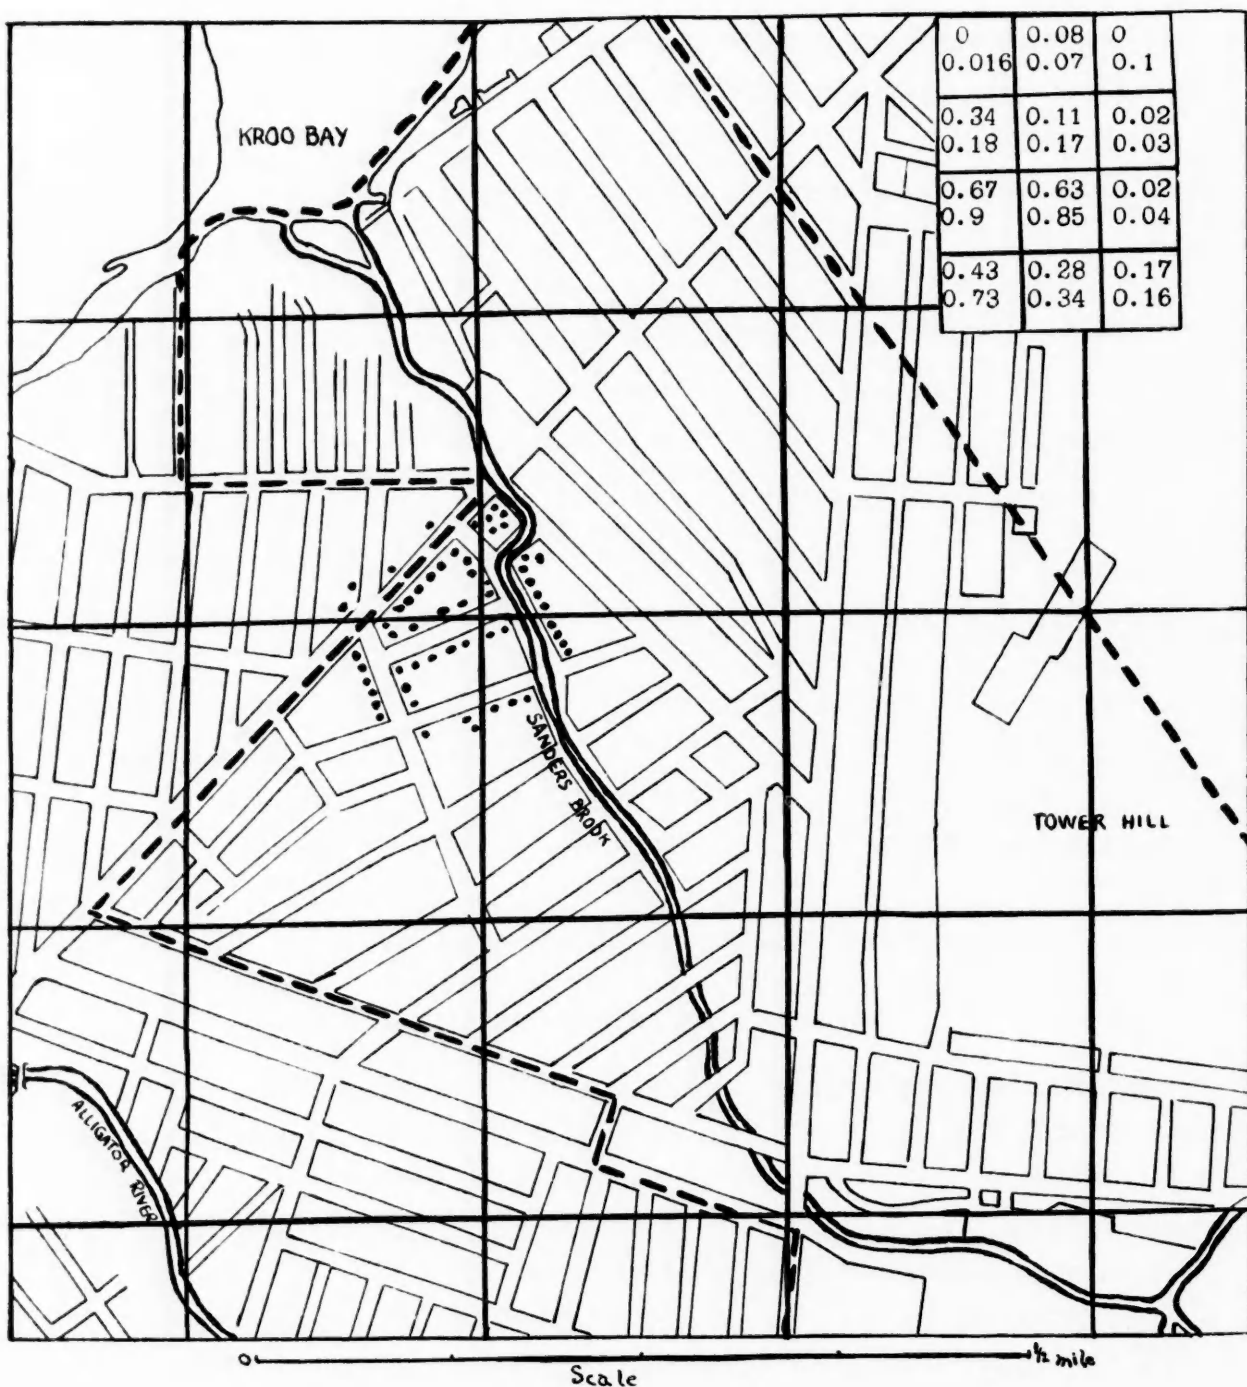 0 0.08 0
0.016 0.07 0.1
0.34 0.11 0.02
0.18 0.17 0.03
0.67 0.63 0.02
0.9 0.85 0.04
0.43 0.28 0.17
0.73 0.34 0.16
KROO BAY
SANDERS BROOK
TOWER HILL
ALLIGATOR RIVER
0 ½ mile
Scale